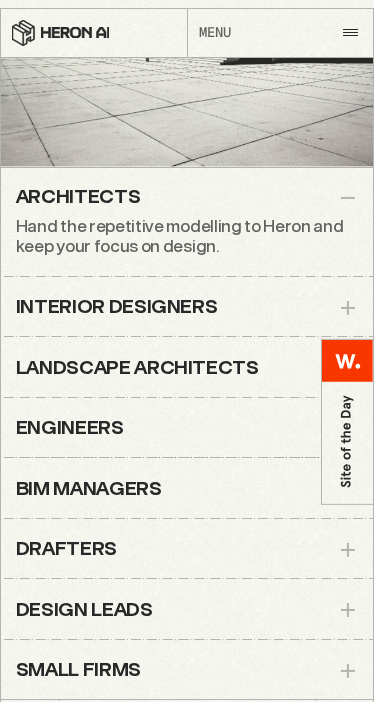 HERON AI
MENU
ARCHITECTS
Hand the repetitive modelling to Heron and
keep your focus on design.
INTERIOR DESIGNERS
LANDSCAPE ARCHITECTS
W.
Site of the Day
ENGINEERS
BIM MANAGERS
DRAFTERS
DESIGN LEADS
SMALL FIRMS